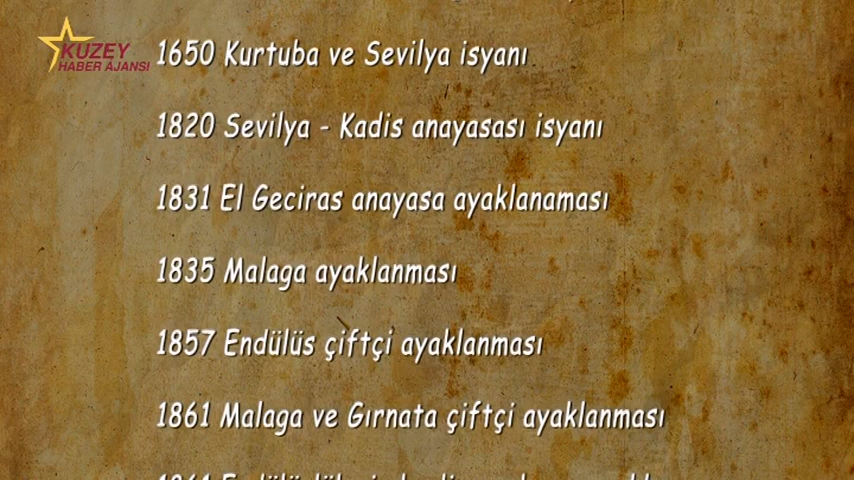 KUZEY
HABER AJANSI
1650 Kurtuba ve Sevilya isyanı
1820 Sevilya - Kadis anayasası isyanı
1831 El Geciras anayasa ayaklanaması
1835 Malaga ayaklanması
1857 Endülüs çiftçi ayaklanması
1861 Malaga ve Gırnata çiftçi ayaklanması